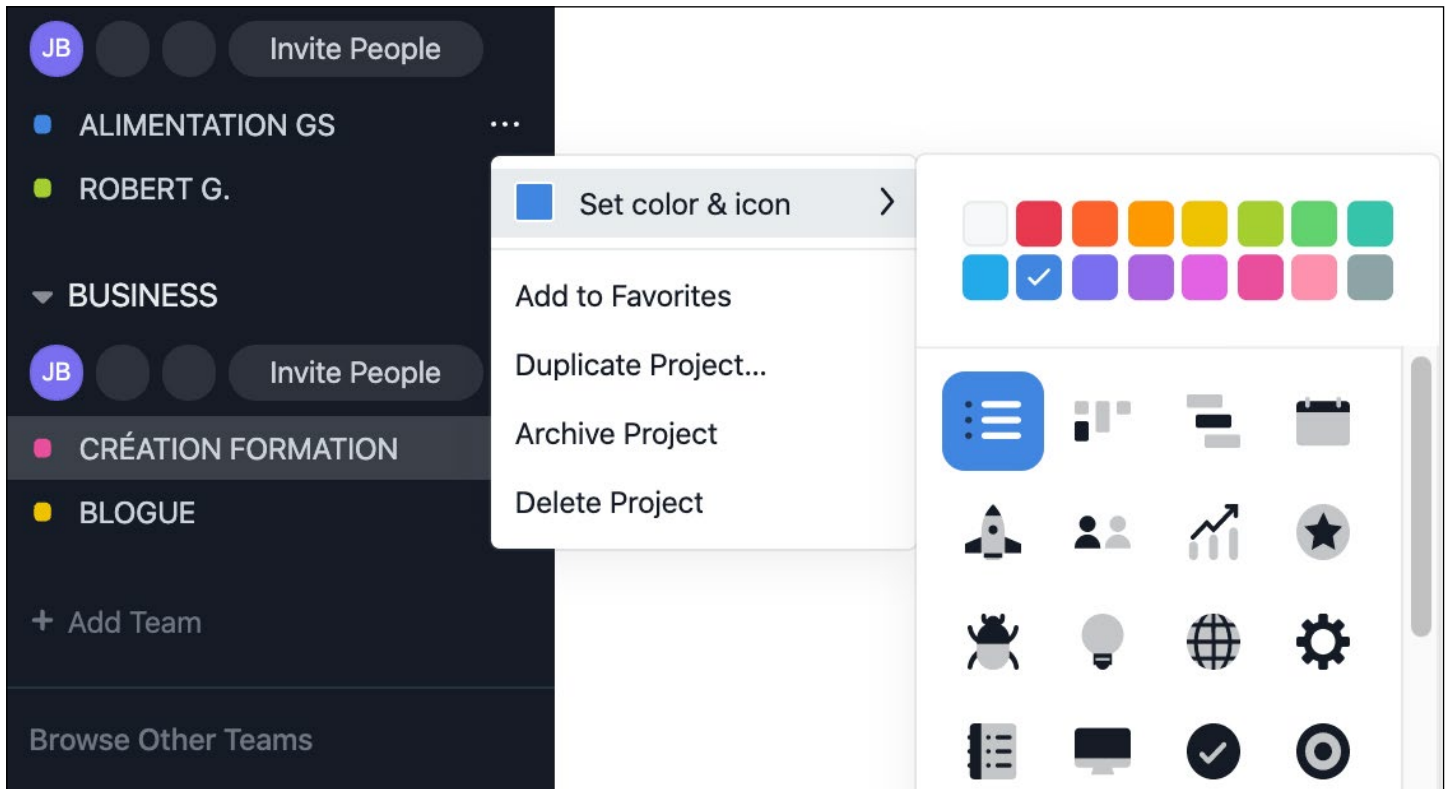 JB
Invite People
ALIMENTATION GS
ROBERT G.
Set color & icon
Add to Favorites
Duplicate Project...
Archive Project
Delete Project
BUSINESS
JB
Invite People
CRÉATION FORMATION
BLOGUE
+ Add Team
Browse Other Teams